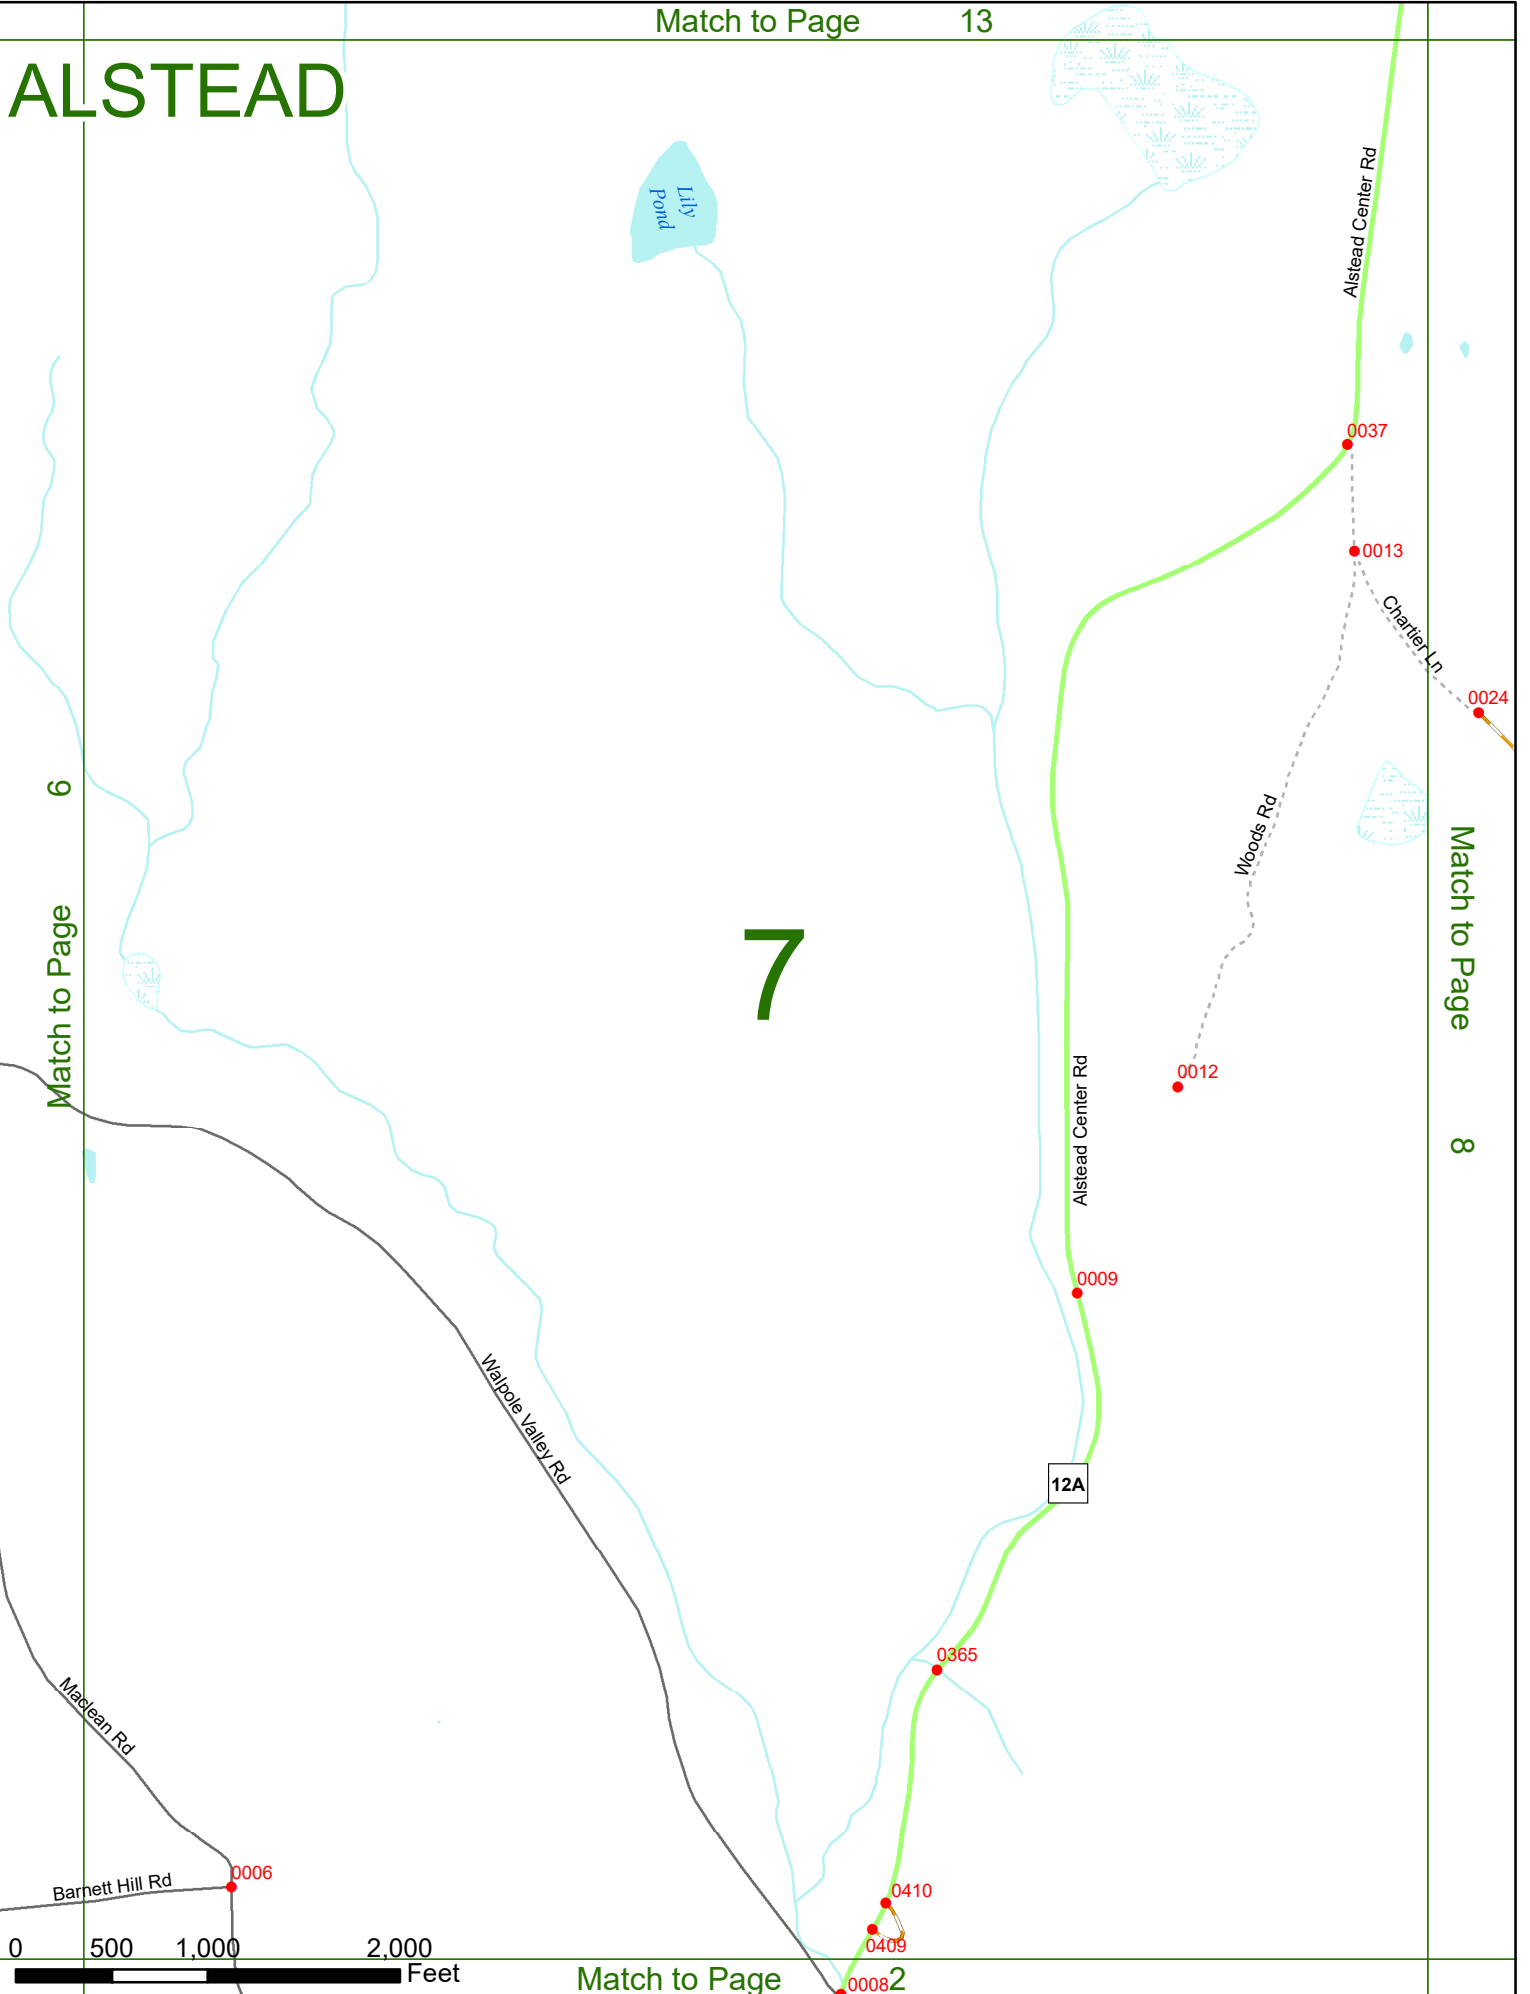 Match to Page 13
ALSTEAD
Lily
Pond
Alstead Center Rd
0037
0013
Chartier Ln
0024
6
Match to Page
Woods Rd
Match to Page
8
7
0012
Alstead Center Rd
0009
Walpole Valley Rd
12A
0365
Maclean Rd
0006
Barnett Hill Rd
0410
0409
0 500 1,000 2,000
Feet
Match to Page 2
0008